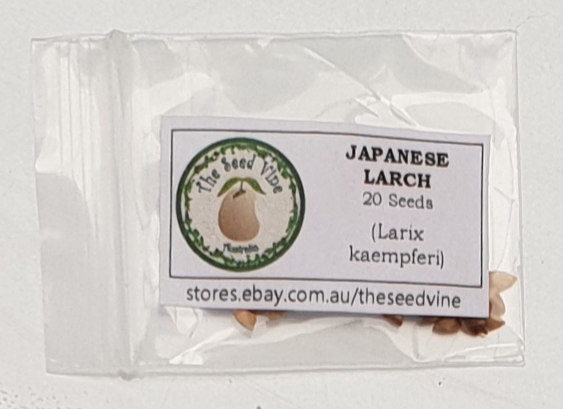 The Seed Vine
Australia
JAPANESE
LARCH
20 Seeds
(Larix
kaempferi)
stores.ebay.com.au/theseedvine